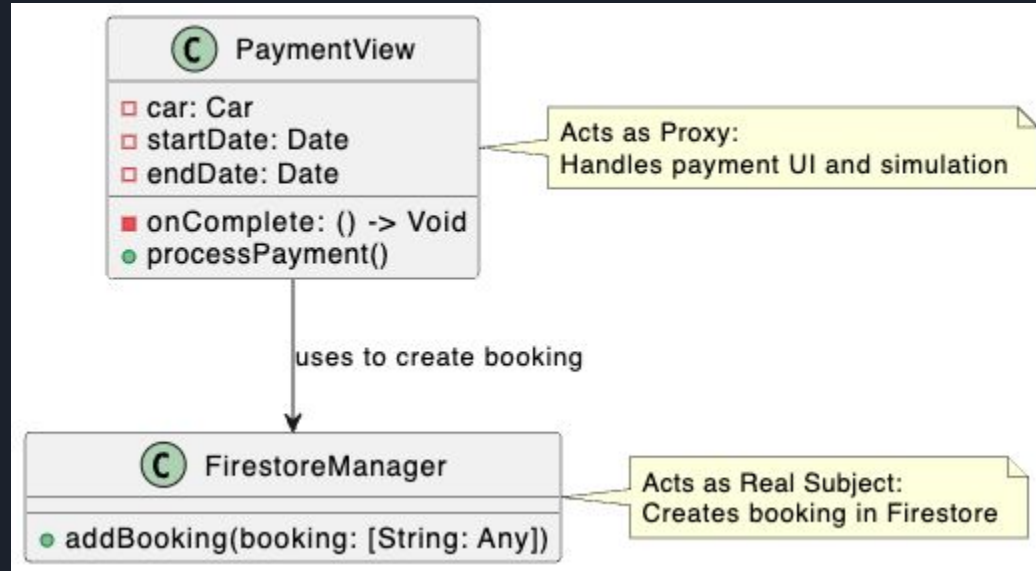 C PaymentView
car: Car
startDate: Date
endDate: Date
onComplete: () -> Void
processPayment()
Acts as Proxy:
Handles payment UI and simulation
uses to create booking
C FirestoreManager
addBooking(booking: [String: Any])
Acts as Real Subject:
Creates booking in Firestore